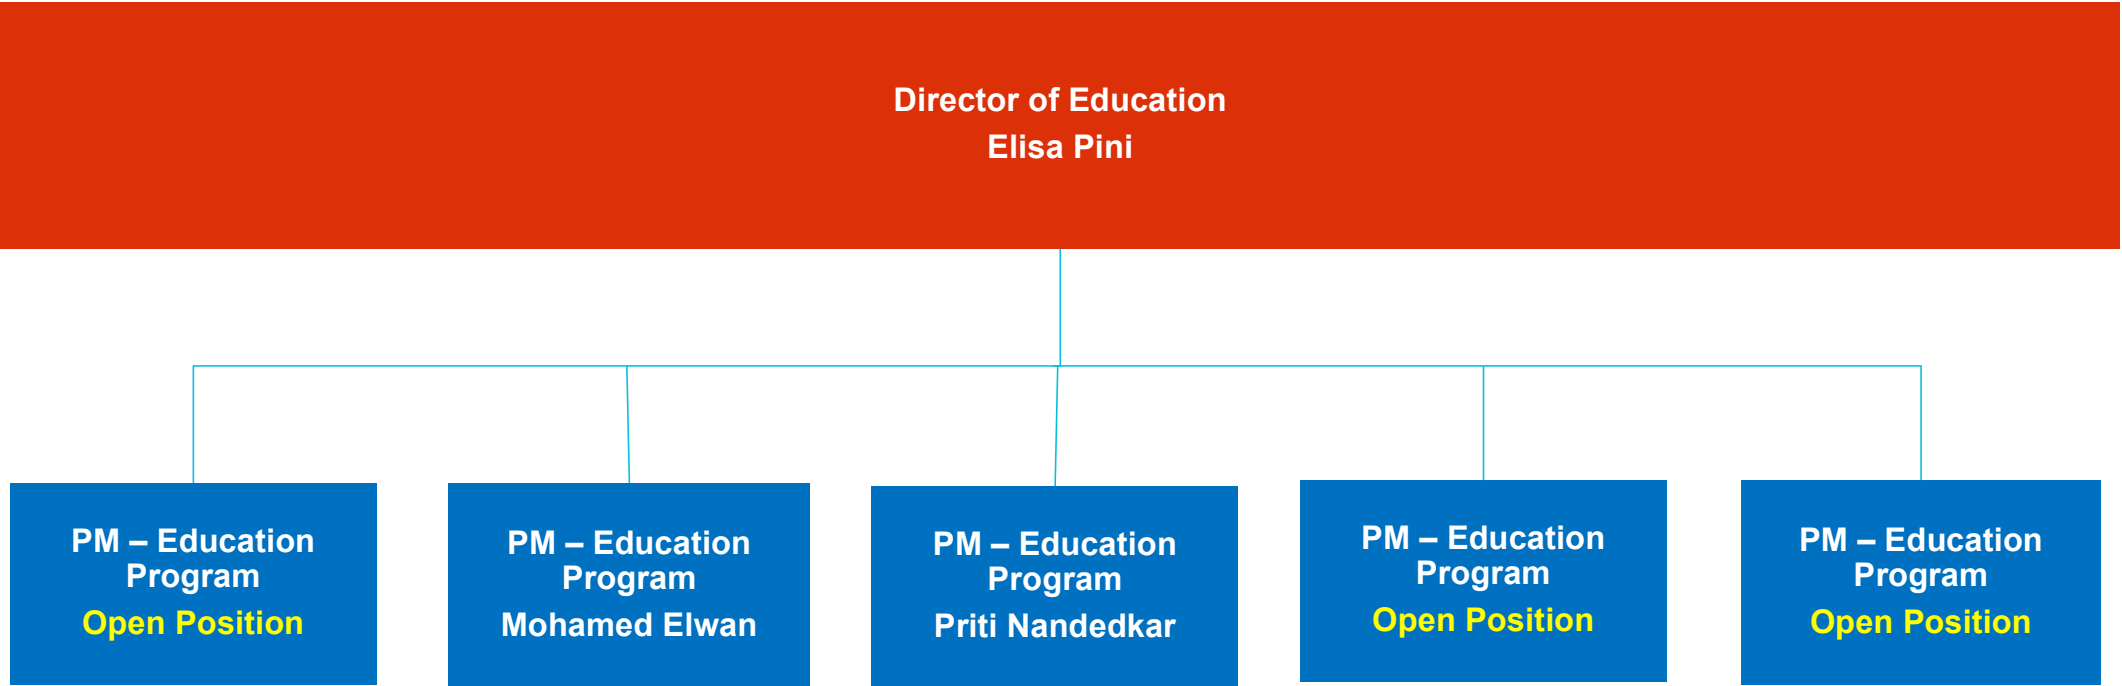 Director of Education
Elisa Pini
PM – Education
Program
Open Position
PM – Education
Program
Mohamed Elwan
PM – Education
Program
Priti Nandedkar
PM – Education
Program
Open Position
PM – Education
Program
Open Position